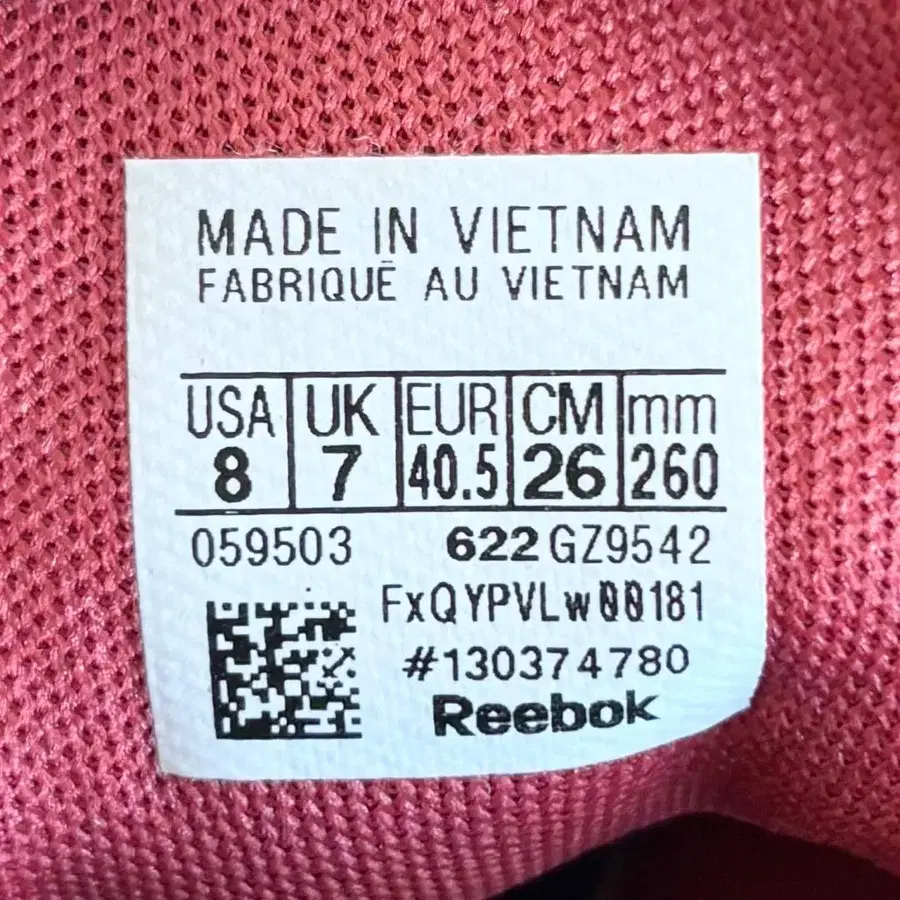 MADE IN VIETNAM
FABRIQUÉ AU VIETNAM
USA UK EUR CM mm
8 7 40.5 26 260
059503 622 GZ9542
FxQYPVLw00181
#130374780
Reebok